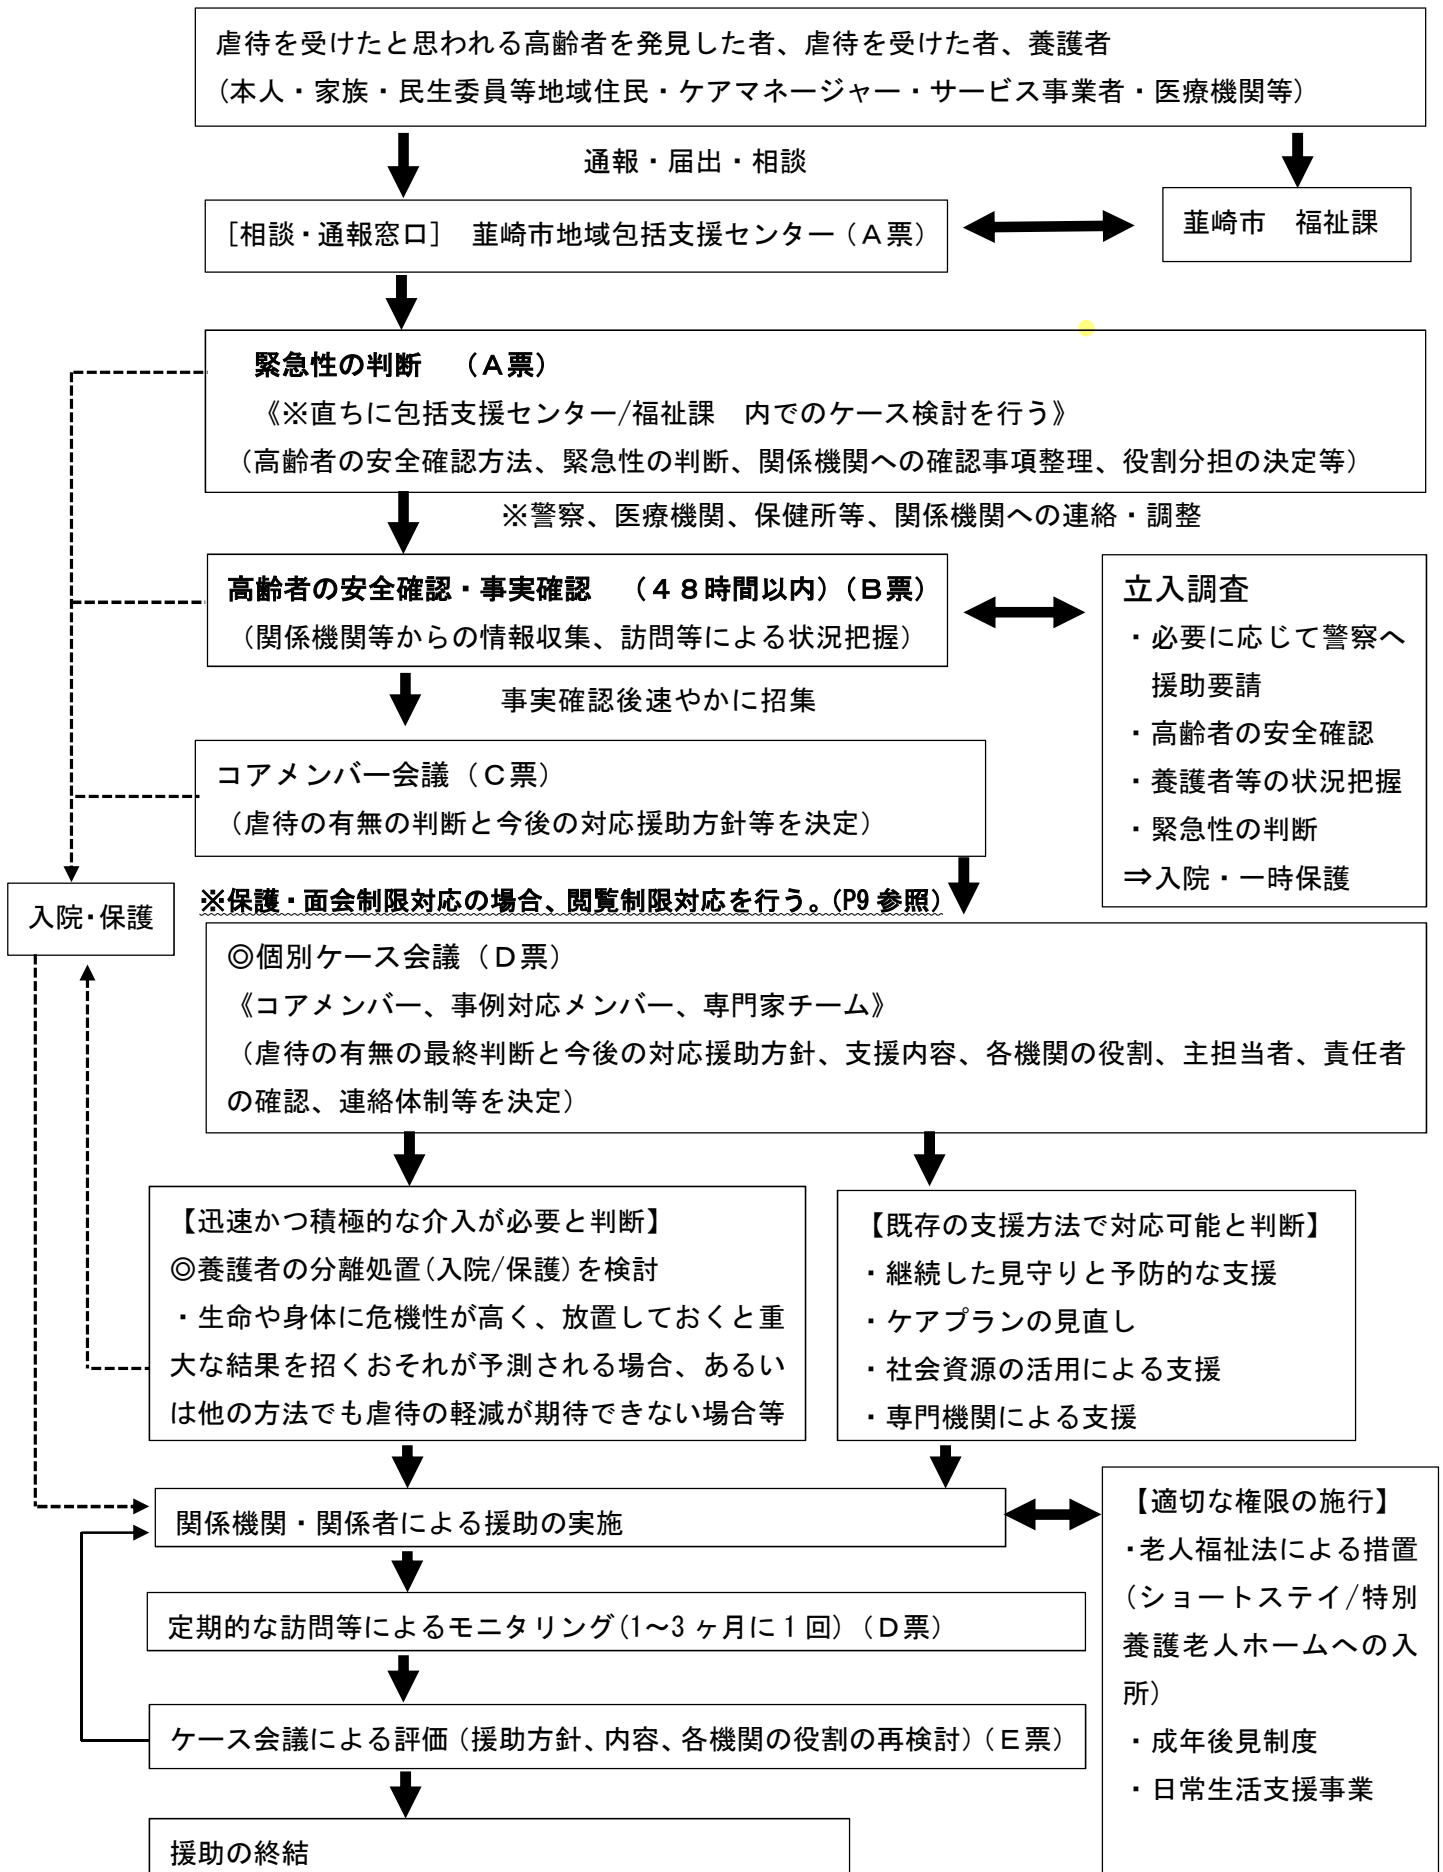 虐待を受けたと思われる高齢者を発見した者、虐待を受けた者、養護者
（本人・家族・民生委員等地域住民・ケアマネージャー・サービス事業者・医療機関等）
通報・届出・相談
［相談・通報窓口］　韮崎市地域包括支援センター（Ａ票）
韮崎市　福祉課
緊急性の判断　（Ａ票）
《※直ちに包括支援センター/福祉課　内でのケース検討を行う》
（高齢者の安全確認方法、緊急性の判断、関係機関への確認事項整理、役割分担の決定等）
※警察、医療機関、保健所等、関係機関への連絡・調整
高齢者の安全確認・事実確認　（４８時間以内）（Ｂ票）
（関係機関等からの情報収集、訪問等による状況把握）
立入調査
・必要に応じて警察へ
援助要請
・高齢者の安全確認
・養護者等の状況把握
・緊急性の判断
⇒入院・一時保護
事実確認後速やかに招集
コアメンバー会議（Ｃ票）
（虐待の有無の判断と今後の対応援助方針等を決定）
入院・保護
※保護・面会制限対応の場合、閲覧制限対応を行う。（P9 参照）
◎個別ケース会議（Ｄ票）
《コアメンバー、事例対応メンバー、専門家チーム》
（虐待の有無の最終判断と今後の対応援助方針、支援内容、各機関の役割、主担当者、責任者
の確認、連絡体制等を決定）
【迅速かつ積極的な介入が必要と判断】
◎養護者の分離処置(入院/保護)を検討
・生命や身体に危機性が高く、放置しておくと重
大な結果を招くおそれが予測される場合、あるい
は他の方法でも虐待の軽減が期待できない場合等
【既存の支援方法で対応可能と判断】
・継続した見守りと予防的な支援
・ケアプランの見直し
・社会資源の活用による支援
・専門機関による支援
関係機関・関係者による援助の実施
【適切な権限の施行】
・老人福祉法による措置
（ショートステイ/特別
養護老人ホームへの入
所）
・成年後見制度
・日常生活支援事業
定期的な訪問等によるモニタリング(1～3 ヶ月に 1 回)（Ｄ票）
ケース会議による評価（援助方針、内容、各機関の役割の再検討）（Ｅ票）
援助の終結